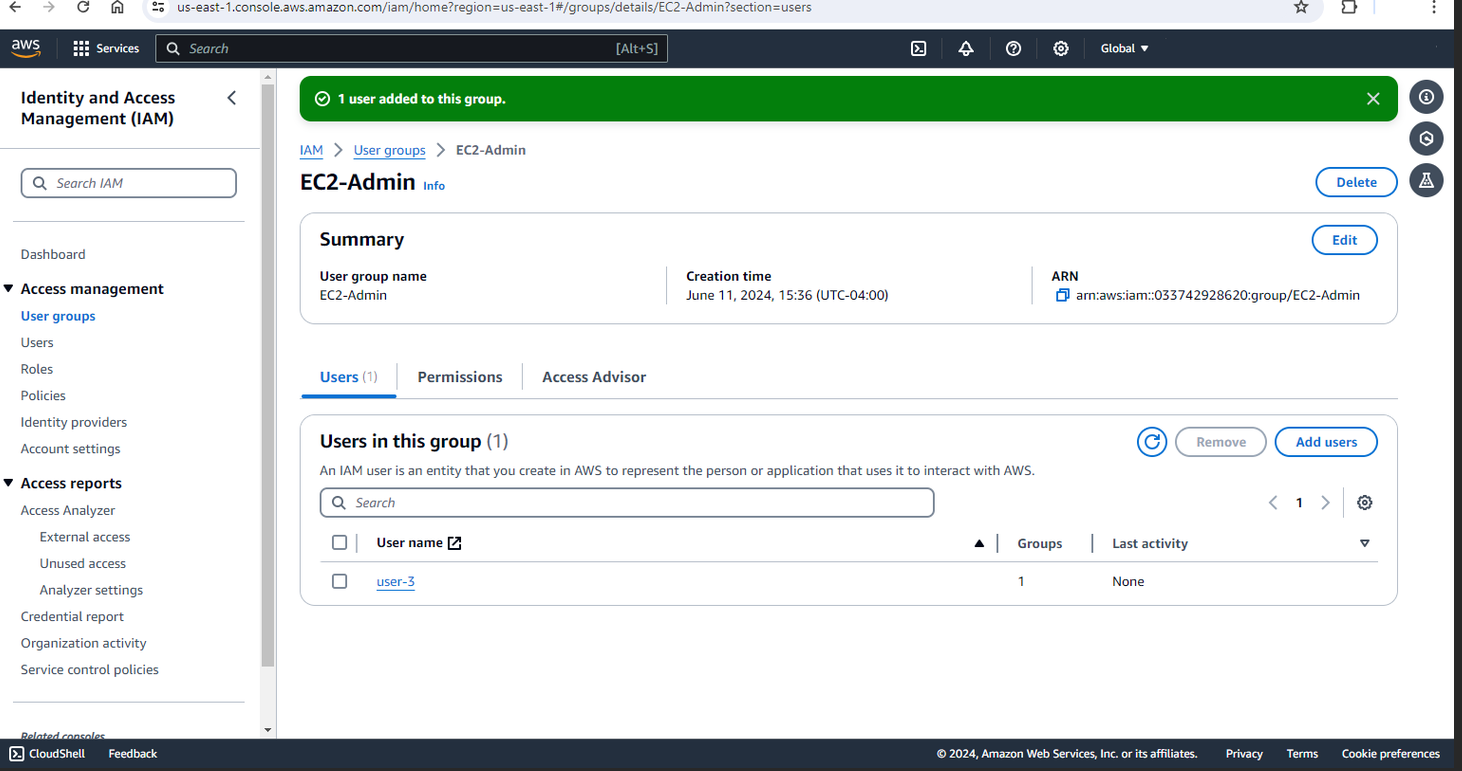 us-east-1.console.aws.amazon.com/iam/home?region=us-east-1#/groups/details/EC2-Admin?section=users
aws
Services
Search
[Alt+S]
Global
Identity and Access
Management (IAM)
Search IAM
Dashboard
Access management
User groups
Users
Roles
Policies
Identity providers
Account settings
Access reports
Access Analyzer
External access
Unused access
Analyzer settings
Credential report
Organization activity
Service control policies
Related consoles
1 user added to this group.
IAM > User groups > EC2-Admin
EC2-Admin Info
Delete
Summary
Edit
User group name
EC2-Admin
Creation time
June 11, 2024, 15:36 (UTC-04:00)
ARN
arn:aws:iam::033742928620:group/EC2-Admin
Users (1)
Permissions
Access Advisor
Users in this group (1)
Remove
Add users
An IAM user is an entity that you create in AWS to represent the person or application that uses it to interact with AWS.
Search
1
User name
Groups
Last activity
user-3
1
None
CloudShell
Feedback
© 2024, Amazon Web Services, Inc. or its affiliates.
Privacy
Terms
Cookie preferences